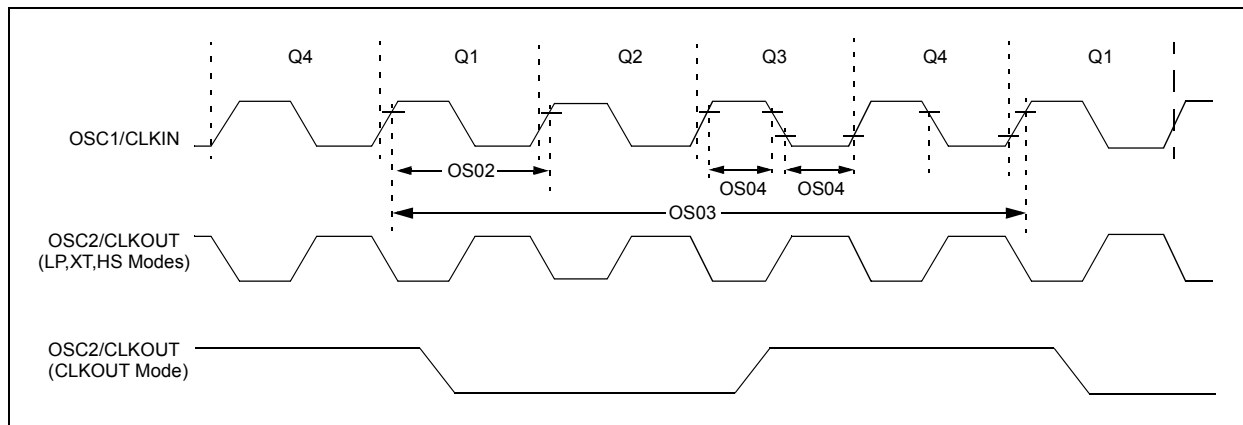 Q4 Q1 Q2 Q3 Q4 Q1
OSC1/CLKIN
OS02
OS04 OS04
OS03
OSC2/CLKOUT
(LP,XT,HS Modes)
OSC2/CLKOUT
(CLKOUT Mode)